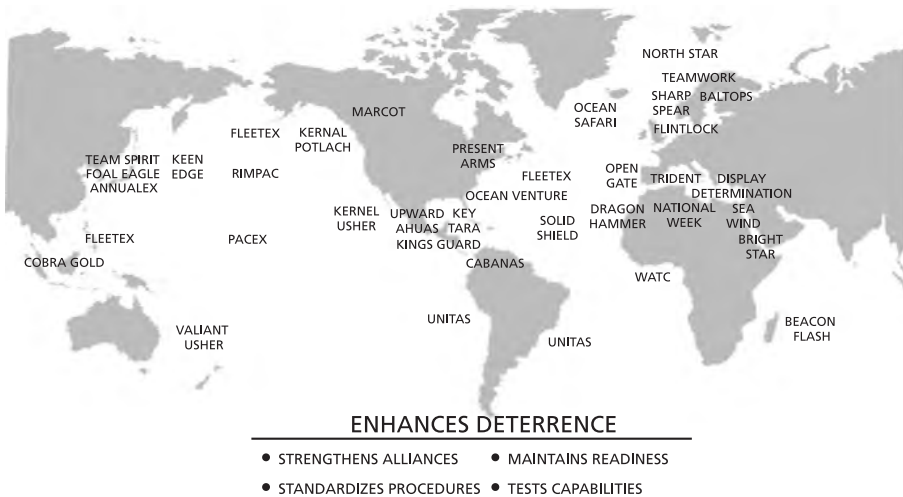 NORTH STAR
TEAMWORK
SHARP
SPEAR
BALTOPS
OCEAN
SAFARI
FLINTLOCK
MARCOT
FLEETEX
KERNAL
POTLACH
PRESENT
ARMS
TEAM SPIRIT
FOAL EAGLE
ANNUALEX
KEEN
EDGE
RIMPAC
FLEETEX
OPEN
GATE
TRIDENT
DISPLAY
DETERMINATION
OCEAN VENTURE
KERNEL
USHER
UPWARD
AHUAS
KEY
TARA
KINGS GUARD
SOLID
SHIELD
DRAGON
HAMMER
NATIONAL
WEEK
SEA
WIND
BRIGHT
STAR
FLEETEX
PACEX
COBRA GOLD
CABANAS
WATC
UNITAS
VALIANT
USHER
UNITAS
BEACON
FLASH
ENHANCES DETERRENCE
• STRENGTHENS ALLIANCES
• MAINTAINS READINESS
• STANDARDIZES PROCEDURES
• TESTS CAPABILITIES